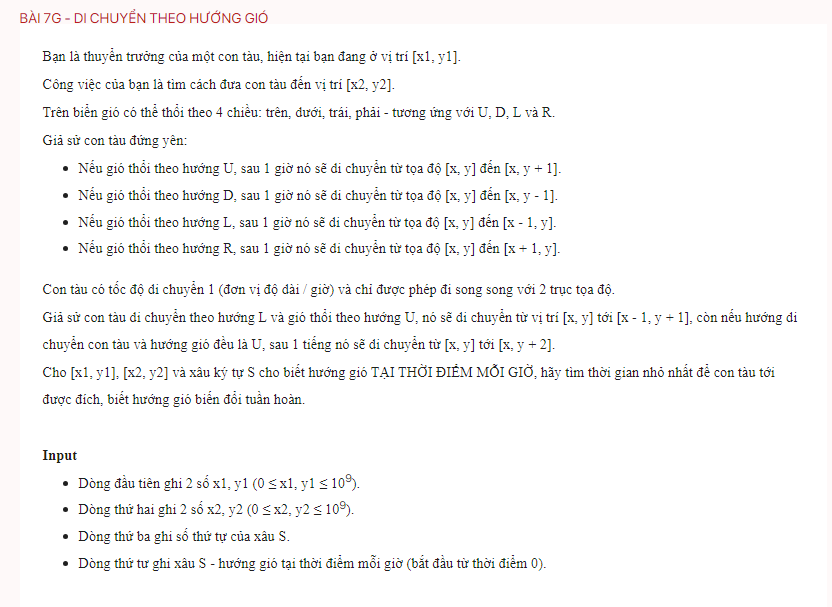 BÀI 7G - DI CHUYỂN THEO HƯỚNG GIÓ
Bạn là thuyền trưởng của một con tàu, hiện tại bạn đang ở vị trí [x1, y1].
Công việc của bạn là tìm cách đưa con tàu đến vị trí [x2, y2].
Trên biển gió có thể thổi theo 4 chiều: trên, dưới, trái, phải - tương ứng với U, D, L và R.
Giả sử con tàu đứng yên:
• Nếu gió thổi theo hướng U, sau 1 giờ nó sẽ di chuyển từ tọa độ [x, y] đến [x, y + 1].
• Nếu gió thổi theo hướng D, sau 1 giờ nó sẽ di chuyển từ tọa độ [x, y] đến [x, y - 1].
• Nếu gió thổi theo hướng L, sau 1 giờ nó sẽ di chuyển từ tọa độ [x, y] đến [x - 1, y].
• Nếu gió thổi theo hướng R, sau 1 giờ nó sẽ di chuyển từ tọa độ [x, y] đến [x + 1, y].
Con tàu có tốc độ di chuyển 1 (đơn vị độ dài / giờ) và chỉ được phép đi song song với 2 trục tọa độ.
Giả sử con tàu di chuyển theo hướng L và gió thổi theo hướng U, nó sẽ di chuyển từ vị trí [x, y] tới [x - 1, y + 1], còn nếu hướng di
chuyển con tàu và hướng gió đều là U, sau 1 tiếng nó sẽ di chuyển từ [x, y] tới [x, y + 2].
Cho [x1, y1], [x2, y2] và xâu ký tự S cho biết hướng gió TẠI THỜI ĐIỂM MỖI GIỜ, hãy tìm thời gian nhỏ nhất để con tàu tới
được đích, biết hướng gió biến đổi tuần hoàn.
Input
• Dòng đầu tiên ghi 2 số x1, y1 (0 ≤ x1, y1 ≤ 10⁹).
• Dòng thứ hai ghi 2 số x2, y2 (0 ≤ x2, y2 ≤ 10⁹).
• Dòng thứ ba ghi số thứ tự của xâu S.
• Dòng thứ tư ghi xâu S - hướng gió tại thời điểm mỗi giờ (bắt đầu từ thời điểm 0).